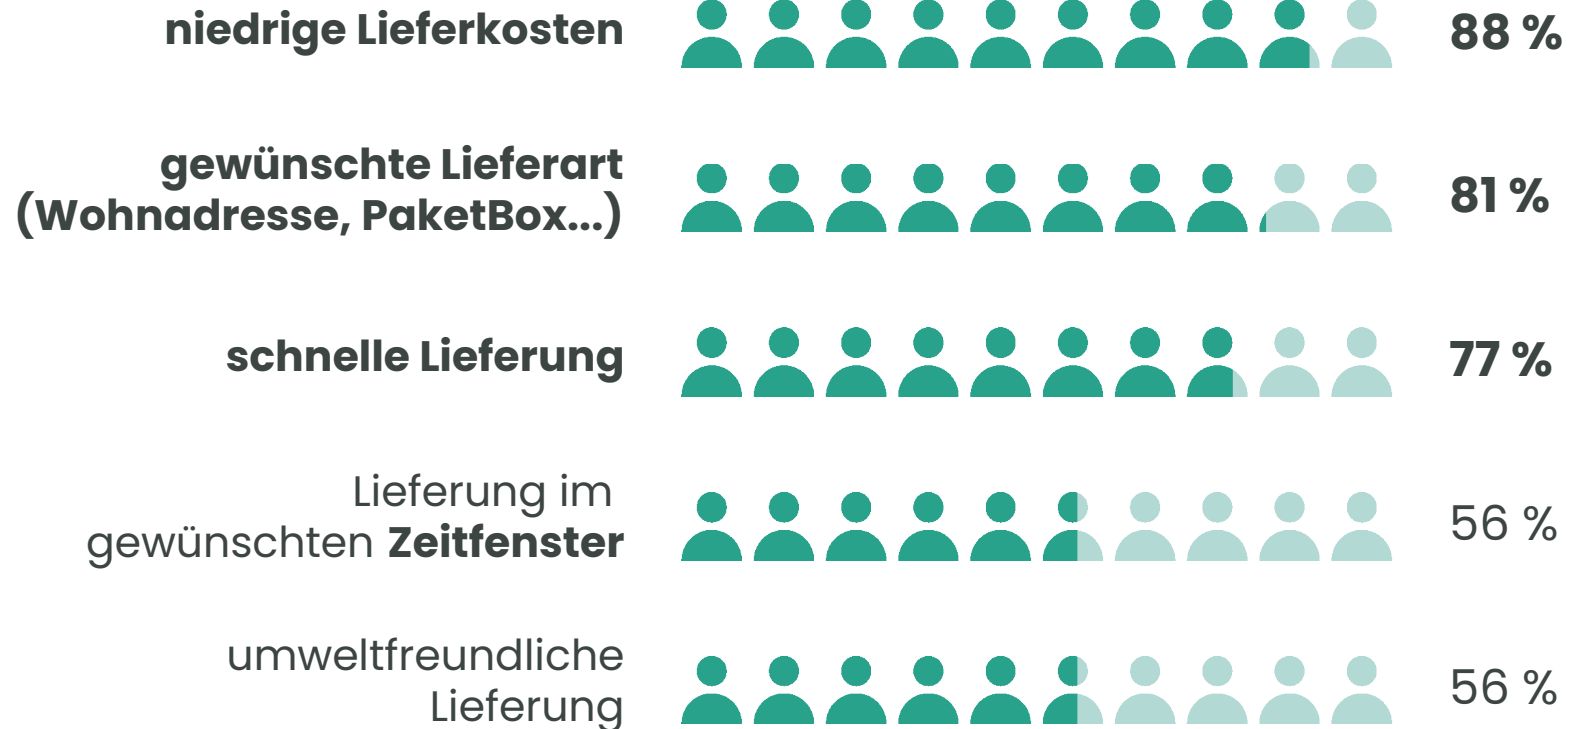 niedrige Lieferkosten 88 %
gewünschte Lieferart
(Wohnadresse, PaketBox...) 81 %
schnelle Lieferung 77 %
Lieferung im
gewünschten Zeitfenster 56 %
umweltfreundliche
Lieferung 56 %